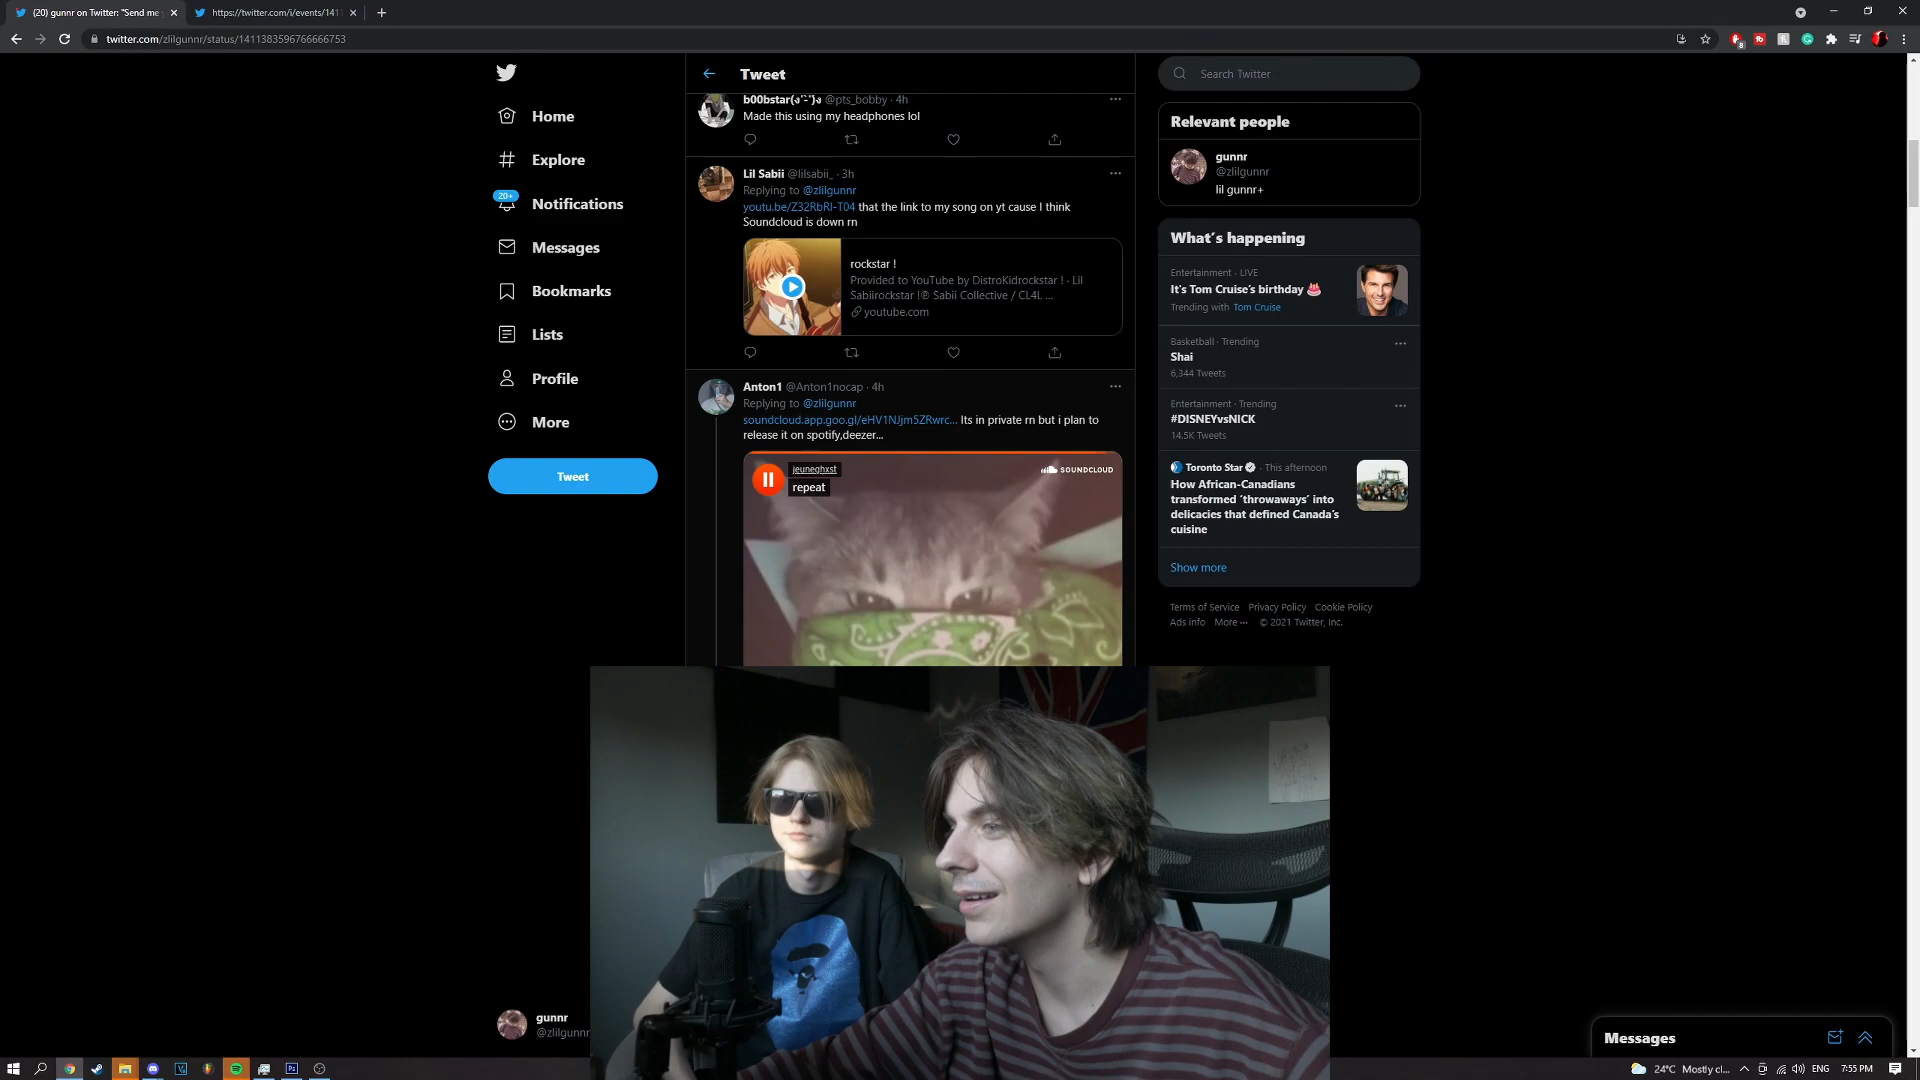 (20) gunnr on Twitter: "Send me
https://twitter.com/i/events/1411
twitter.com/zlilgunnr/status/1411383596766666753
8
Home
Explore
20+
Notifications
Messages
Bookmarks
Lists
Profile
More
Tweet
gunnr
@zlilgunnr
Tweet
@pts_bobby · 4h
Made this using my headphones lol
Lil Sabii @lilsabii_ · 3h
Replying to @zlilgunnr
youtu.be/Z32RbRI-T04 that the link to my song on yt cause I think
Soundcloud is down rn
rockstar !
Provided to YouTube by DistroKidrockstar ! · Lil
Sabiirockstar !℗ Sabii Collective / CL4L ...
youtube.com
Anton1 @Anton1nocap · 4h
Replying to @zlilgunnr
soundcloud.app.goo.gl/eHV1NJjm5ZRwrc... Its in private rn but i plan to
release it on spotify,deezer...
jeuneghxst
repeat
SOUNDCLOUD
Search Twitter
Relevant people
gunnr
@zlilgunnr
lil gunnr+
What's happening
Entertainment · LIVE
It's Tom Cruise's birthday 🎂
Trending with Tom Cruise
Basketball · Trending
Shai
6,344 Tweets
Entertainment · Trending
#DISNEYvsNICK
14.5K Tweets
Toronto Star · This afternoon
How African-Canadians
transformed 'throwaways' into
delicacies that defined Canada's
cuisine
Show more
Terms of Service Privacy Policy Cookie Policy
Ads info More ··· © 2021 Twitter, Inc.
Messages
24°C Mostly cl... ENG 7:55 PM